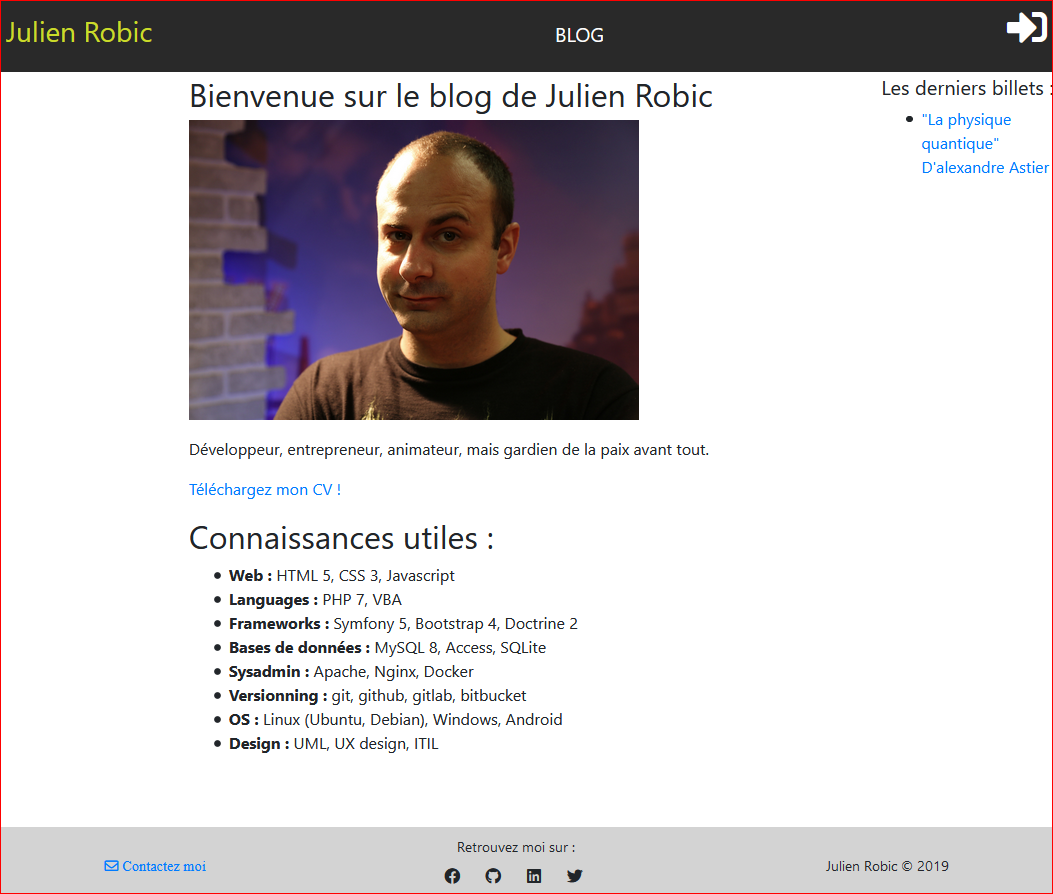 Julien Robic
BLOG
Bienvenue sur le blog de Julien Robic
Développeur, entrepreneur, animateur, mais gardien de la paix avant tout.
Téléchargez mon CV !
Connaissances utiles :
Web : HTML 5, CSS 3, Javascript
Languages : PHP 7, VBA
Frameworks : Symfony 5, Bootstrap 4, Doctrine 2
Bases de données : MySQL 8, Access, SQLite
Sysadmin : Apache, Nginx, Docker
Versionning : git, github, gitlab, bitbucket
OS : Linux (Ubuntu, Debian), Windows, Android
Design : UML, UX design, ITIL
Les derniers billets :
"La physique
quantique"
D'alexandre Astier
Contactez moi
Retrouvez moi sur :
Julien Robic © 2019